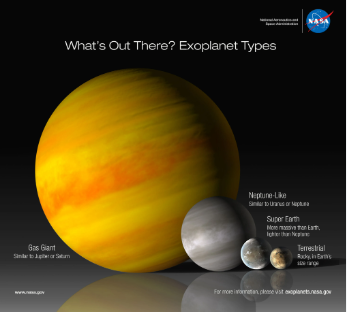 National Aeronautics and
Space Administration
NASA
What's Out There? Exoplanet Types
Neptune-Like
Similar to Uranus or Neptune
Super Earth
More massive than Earth,
lighter than Neptune
Gas Giant
Similar to Jupiter or Saturn
Terrestrial
Rocky, in Earth's
size range
www.nasa.gov
For more information, please visit exoplanets.nasa.gov